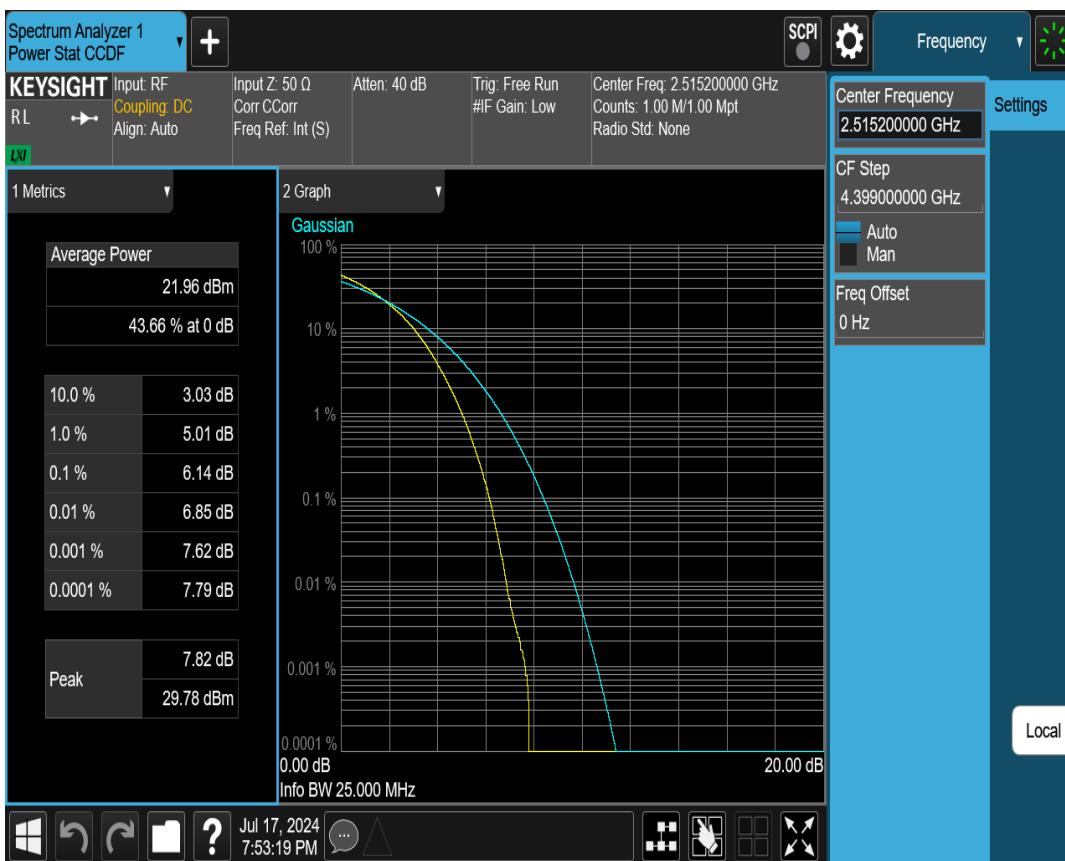 Spectrum Analyzer 1
Power Stat CCDF
+
SCPI
Frequency
KEYSIGHT
RL
LXI
Input: RF
Coupling: DC
Align: Auto
Input Z: 50 Ω
Corr CCorr
Freq Ref: Int (S)
Atten: 40 dB
Trig: Free Run
#IF Gain: Low
Center Freq: 2.515200000 GHz
Counts: 1.00 M/1.00 Mpt
Radio Std: None
Center Frequency
2.515200000 GHz
Settings
CF Step
4.399000000 GHz
Auto
Man
Freq Offset
0 Hz
Local
1 Metrics
Average Power
21.96 dBm
43.66 % at 0 dB
10.0 % 3.03 dB
1.0 % 5.01 dB
0.1 % 6.14 dB
0.01 % 6.85 dB
0.001 % 7.62 dB
0.0001 % 7.79 dB
Peak
7.82 dB
29.78 dBm
2 Graph
Gaussian
100 %
10 %
1 %
0.1 %
0.01 %
0.001 %
0.0001 %
0.00 dB 20.00 dB
Info BW 25.000 MHz
?
Jul 17, 2024
7:53:19 PM